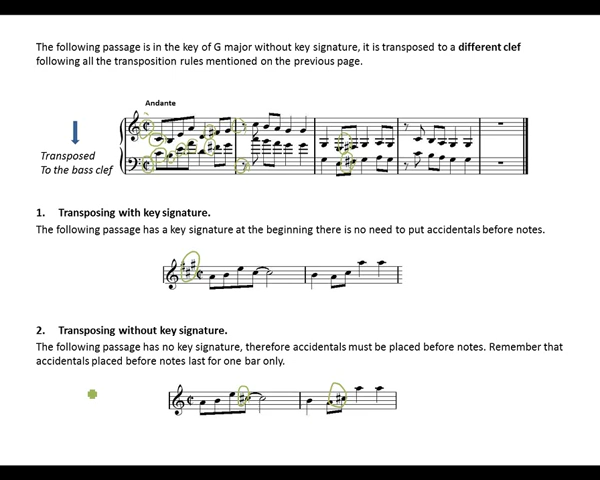 The following passage is in the key of G major without key signature, it is transposed to a different clef
following all the transposition rules mentioned on the previous page.
Andante
Transposed
To the bass clef
1. Transposing with key signature.
The following passage has a key signature at the beginning there is no need to put accidentals before notes.
2. Transposing without key signature.
The following passage has no key signature, therefore accidentals must be placed before notes. Remember that
accidentals placed before notes last for one bar only.